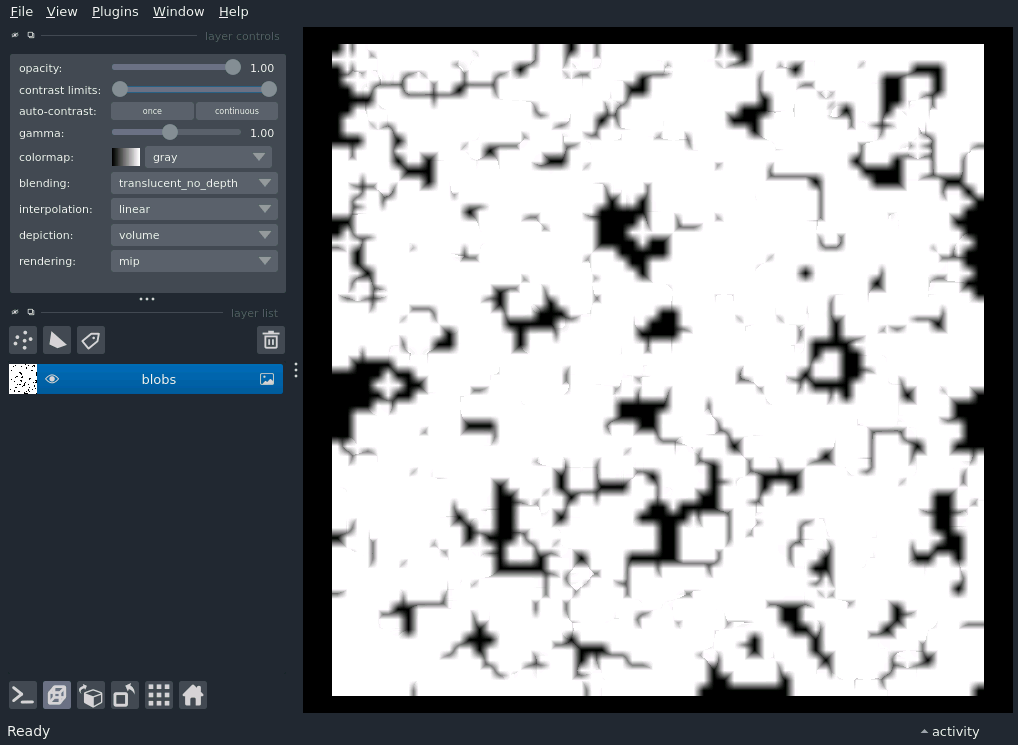 File View Plugins Window Help
layer controls
opacity: 1.00
contrast limits:
auto-contrast: once continuous
gamma: 1.00
colormap: gray
blending: translucent_no_depth
interpolation: linear
depiction: volume
rendering: mip
layer list
blobs
Ready activity